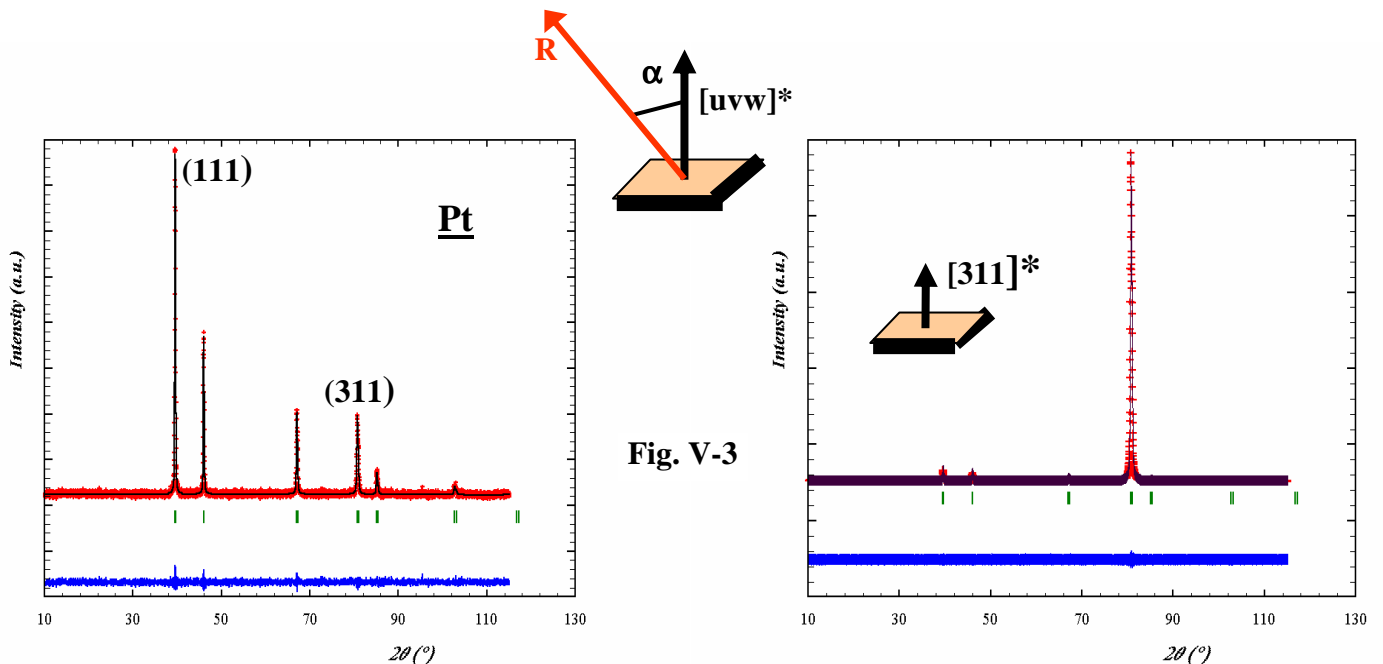 R
α
[uvw]*
(111)
Pt
(311)
Intensity (a.u.)
10 30 50 70 90 110 130
2θ (°)
Fig. V-3
[311]*
Intensity (a.u.)
10 30 50 70 90 110 130
2θ (°)